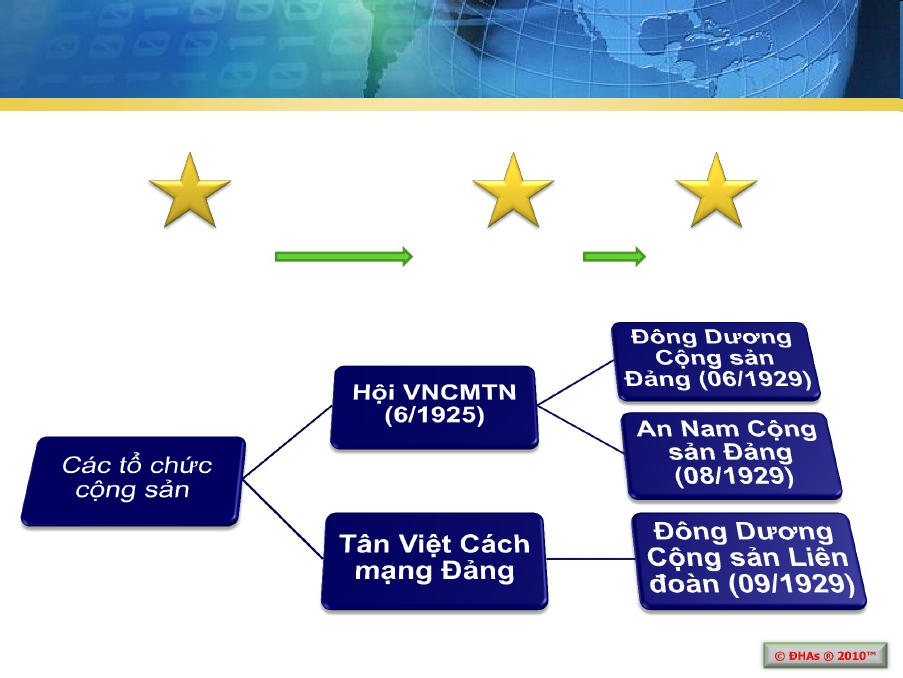 Đông Dương
Cộng sản
Đảng (06/1929)
Hội VNCMTN
(6/1925)
An Nam Cộng
sản Đảng
(08/1929)
Các tổ chức
cộng sản
Tân Việt Cách
mạng Đảng
Đông Dương
Cộng sản Liên
đoàn (09/1929)
© ĐHAs ® 2010™